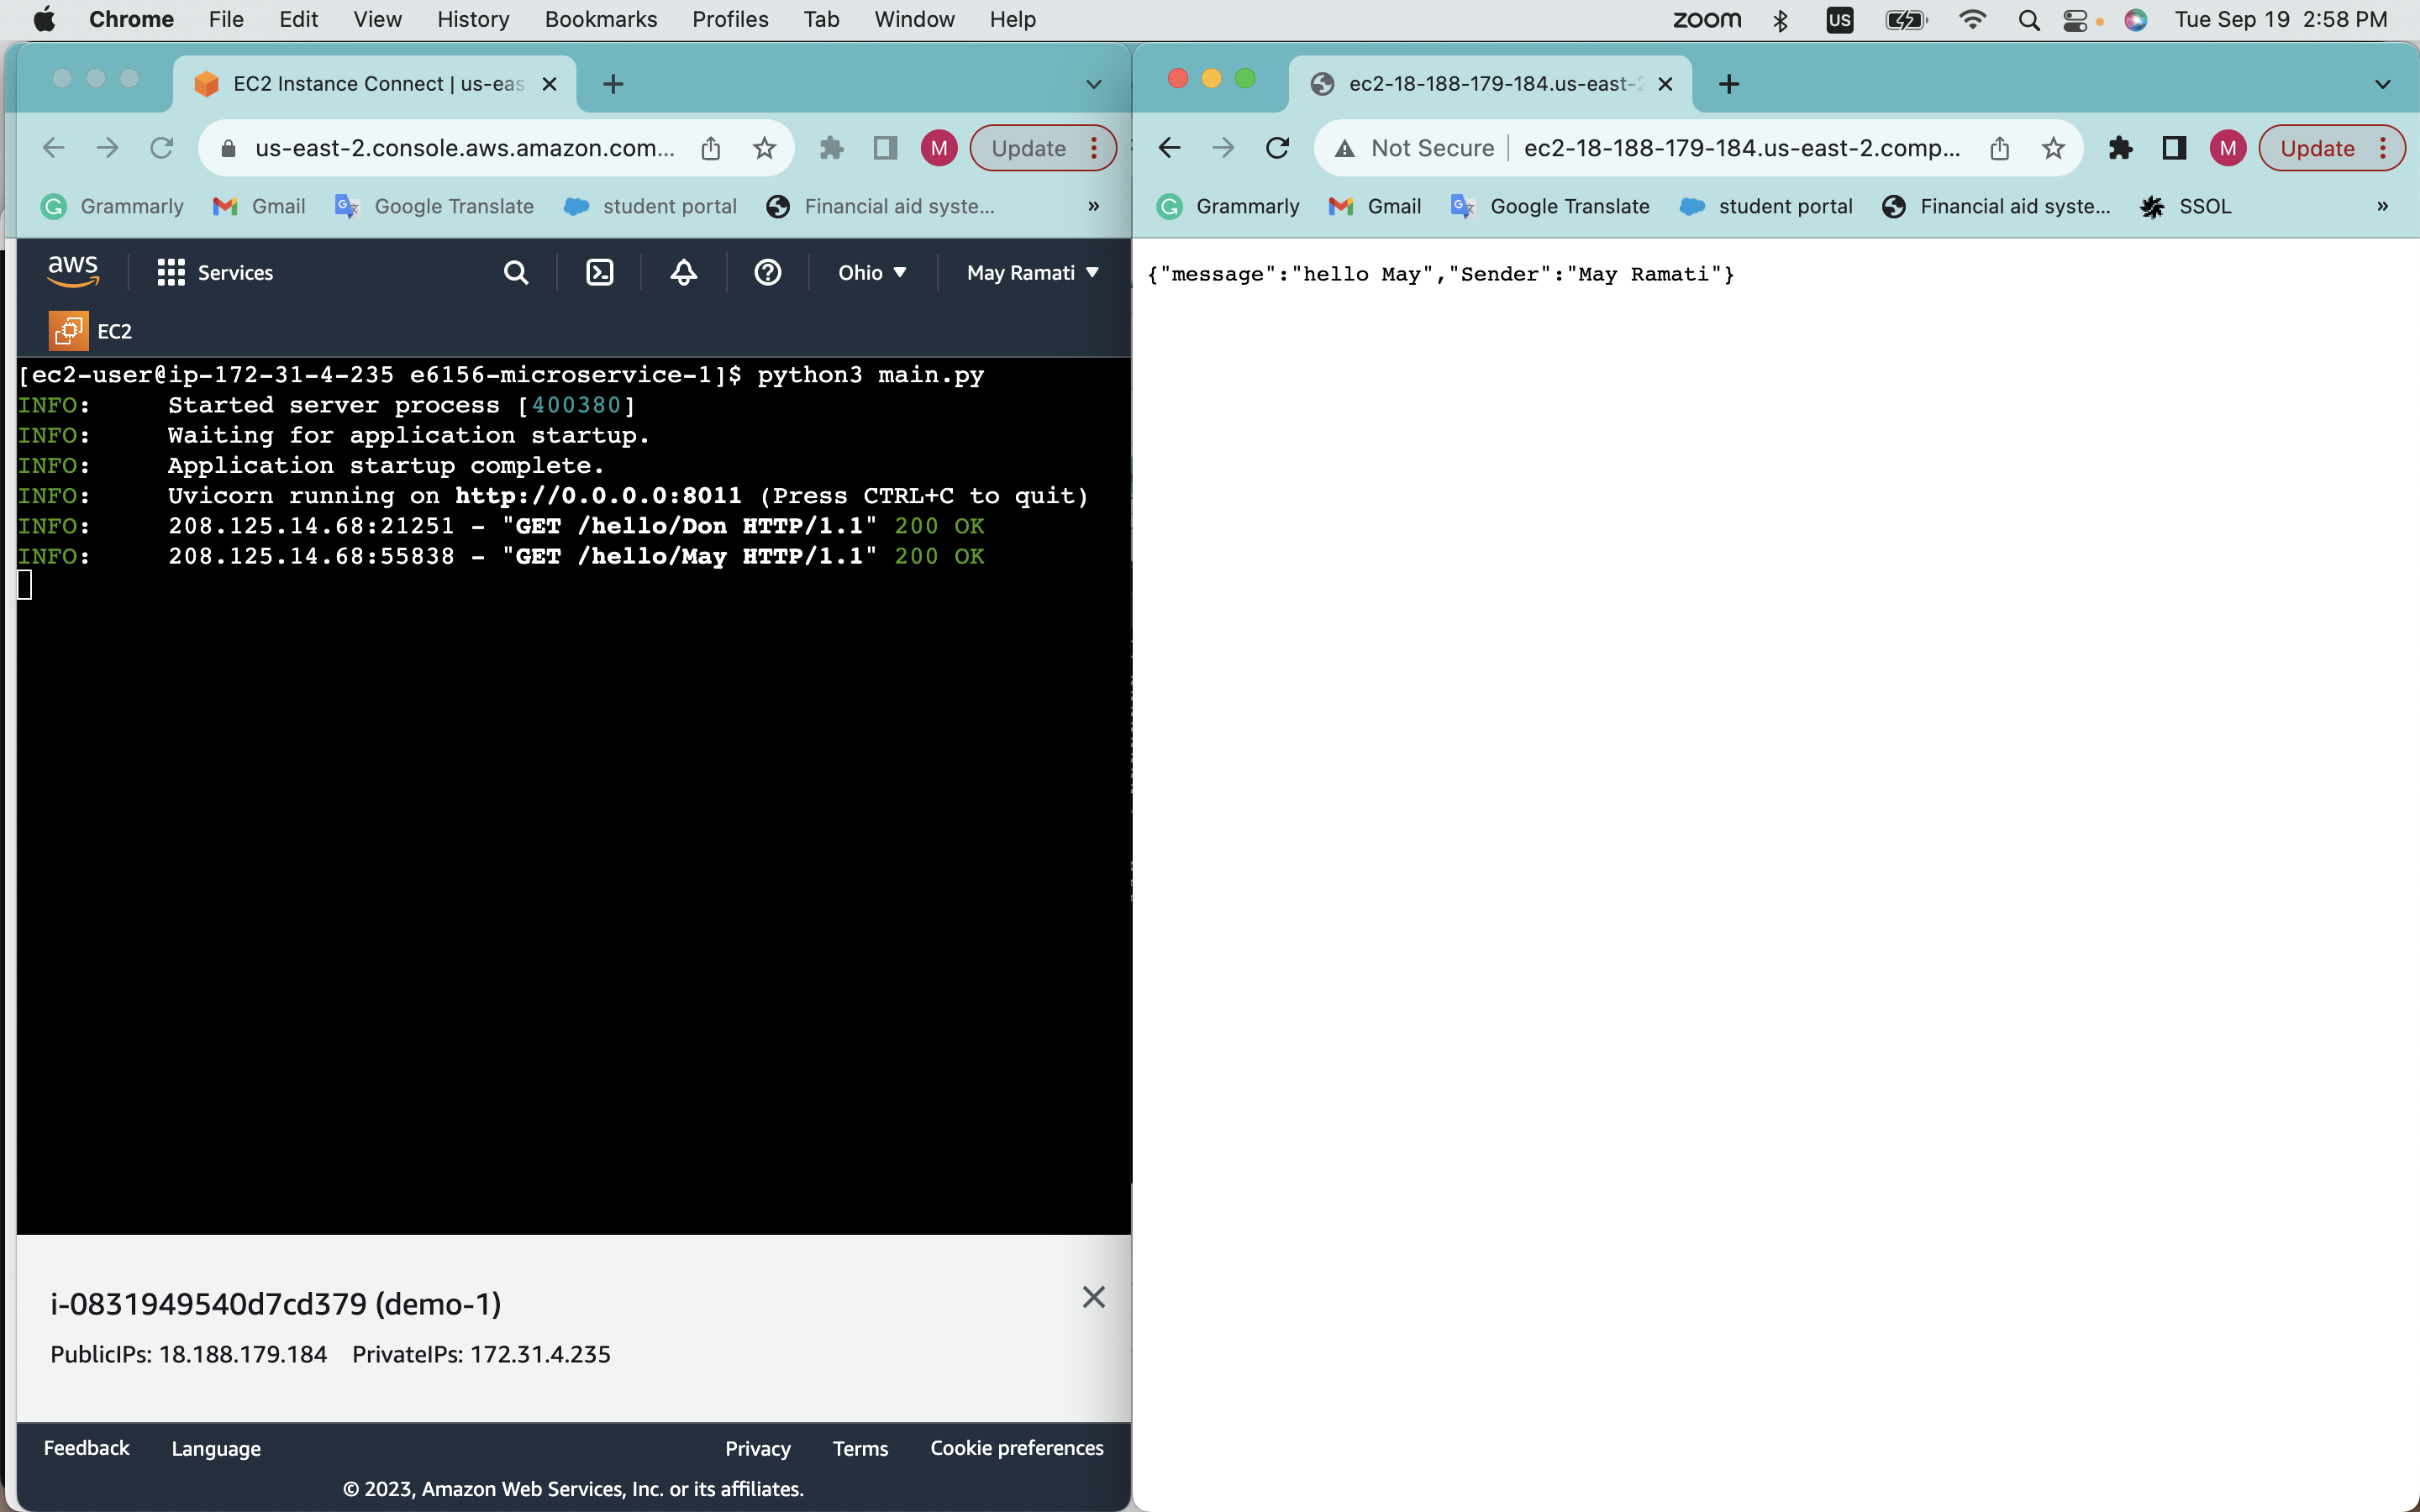 Chrome File Edit View History Bookmarks Profiles Tab Window Help zoom US Tue Sep 19 2:58 PM
EC2 Instance Connect | us-eas
us-east-2.console.aws.amazon.com... M Update
Grammarly Gmail Google Translate student portal Financial aid syste... »
aws Services Ohio May Ramati
EC2
[ec2-user@ip-172-31-4-235 e6156-microservice-1]$ python3 main.py
INFO: Started server process [400380]
INFO: Waiting for application startup.
INFO: Application startup complete.
INFO: Uvicorn running on http://0.0.0.0:8011 (Press CTRL+C to quit)
INFO: 208.125.14.68:21251 - "GET /hello/Don HTTP/1.1" 200 OK
INFO: 208.125.14.68:55838 - "GET /hello/May HTTP/1.1" 200 OK
i-0831949540d7cd379 (demo-1)
PublicIPs: 18.188.179.184 PrivateIPs: 172.31.4.235
Feedback Language Privacy Terms Cookie preferences
© 2023, Amazon Web Services, Inc. or its affiliates.
ec2-18-188-179-184.us-east-2
Not Secure ec2-18-188-179-184.us-east-2.comp... M Update
Grammarly Gmail Google Translate student portal Financial aid syste... SSOL »
{"message":"hello May","Sender":"May Ramati"}